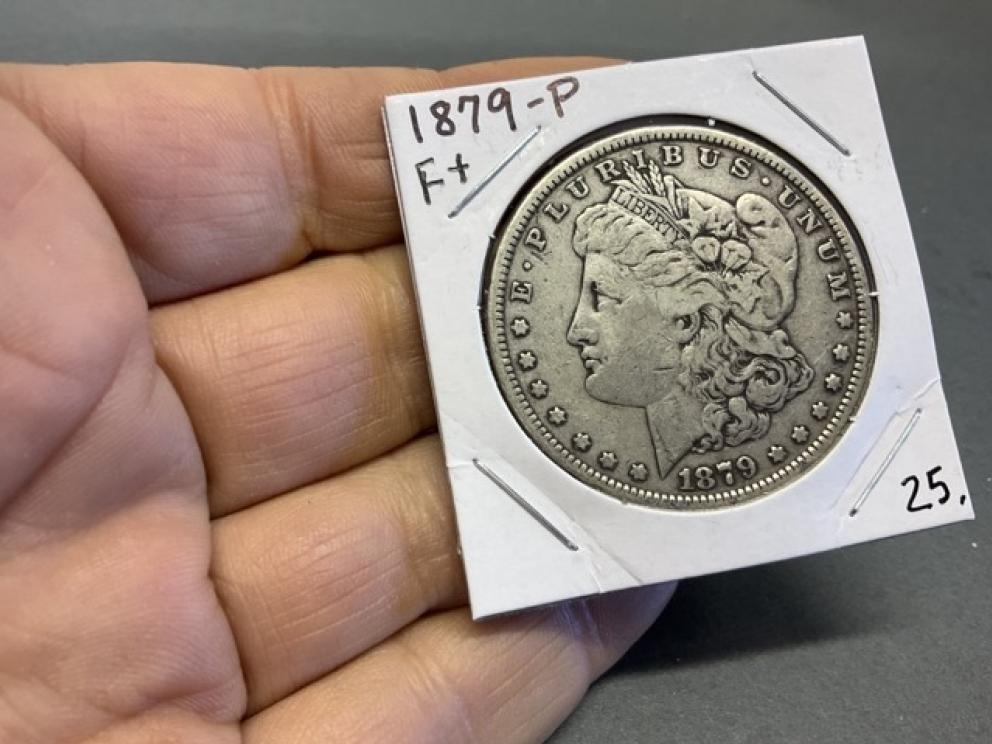 1879-P
F+
E · PLURIBUS · UNUM
LIBERTY
1879
25.